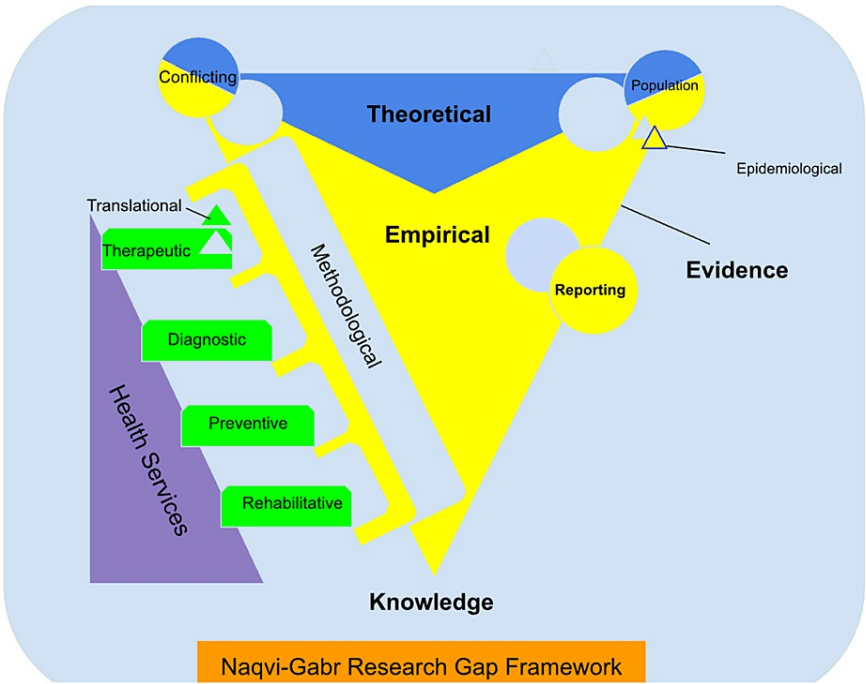 Conflicting
Population
Theoretical
Epidemiological
Translational
Therapeutic
Empirical
Methodological
Evidence
Reporting
Diagnostic
Health Services
Preventive
Rehabilitative
Knowledge
Naqvi-Gabr Research Gap Framework